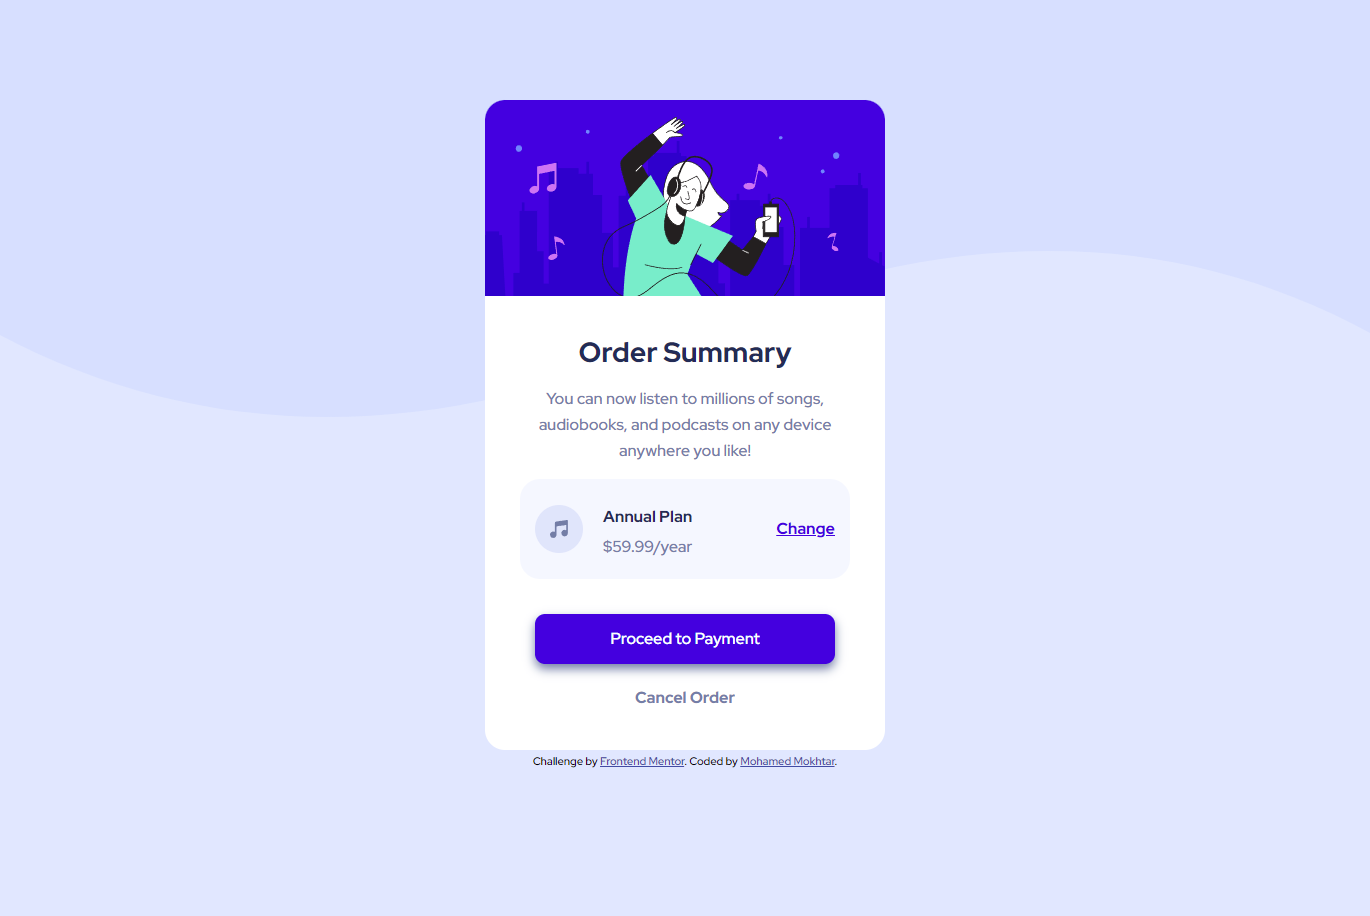 Order Summary
You can now listen to millions of songs,
audiobooks, and podcasts on any device
anywhere you like!
Annual Plan
$59.99/year
Change
Proceed to Payment
Cancel Order
Challenge by Frontend Mentor. Coded by Mohamed Mokhtar.